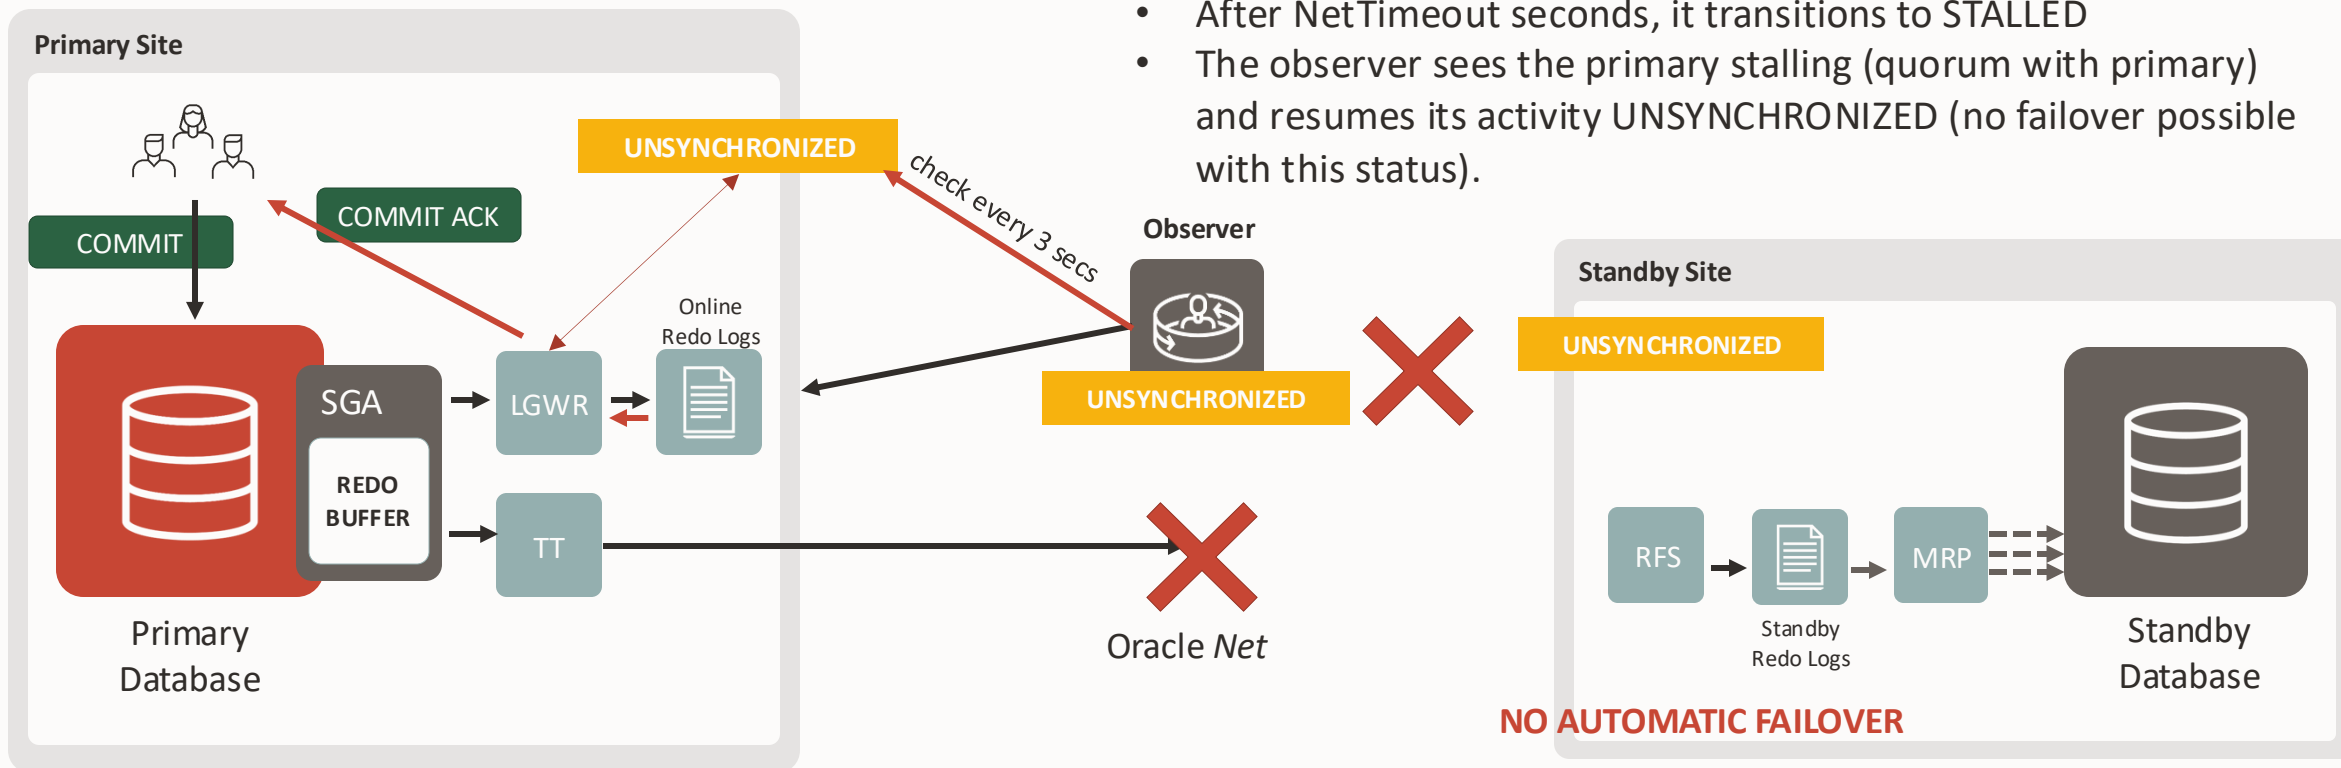 • After NetTimeout seconds, it transitions to STALLED
• The observer sees the primary stalling (quorum with primary)
and resumes its activity UNSYNCHRONIZED (no failover possible
with this status).
Primary Site
UNSYNCHRONIZED
check every 3 secs
COMMIT ACK
COMMIT
Observer
Standby Site
Online
Redo Logs
UNSYNCHRONIZED
UNSYNCHRONIZED
SGA
LGWR
REDO
BUFFER
TT
RFS
MRP
Standby
Redo Logs
Primary
Database
Oracle Net
Standby
Database
NO AUTOMATIC FAILOVER